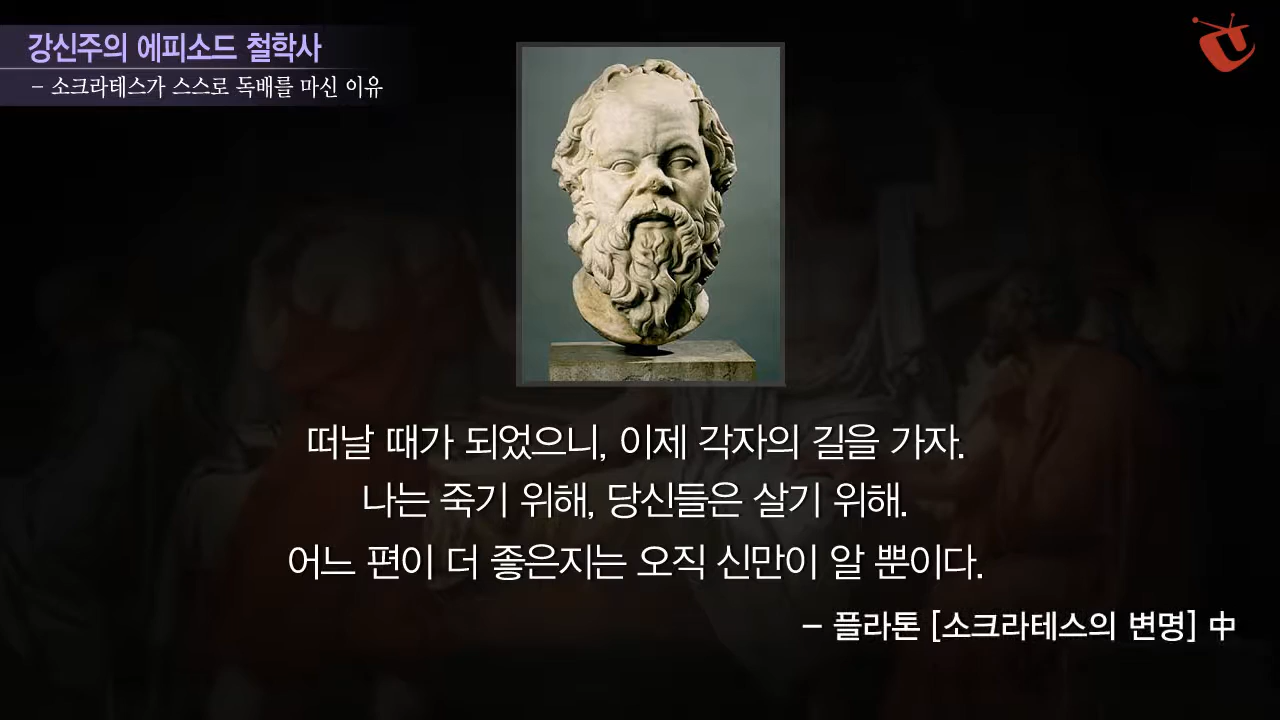 강신주의 에피소드 철학사
- 소크라테스가 스스로 독배를 마신 이유
떠날 때가 되었으니, 이제 각자의 길을 가자.
나는 죽기 위해, 당신들은 살기 위해.
어느 편이 더 좋은지는 오직 신만이 알 뿐이다.
- 플라톤 [소크라테스의 변명] 中